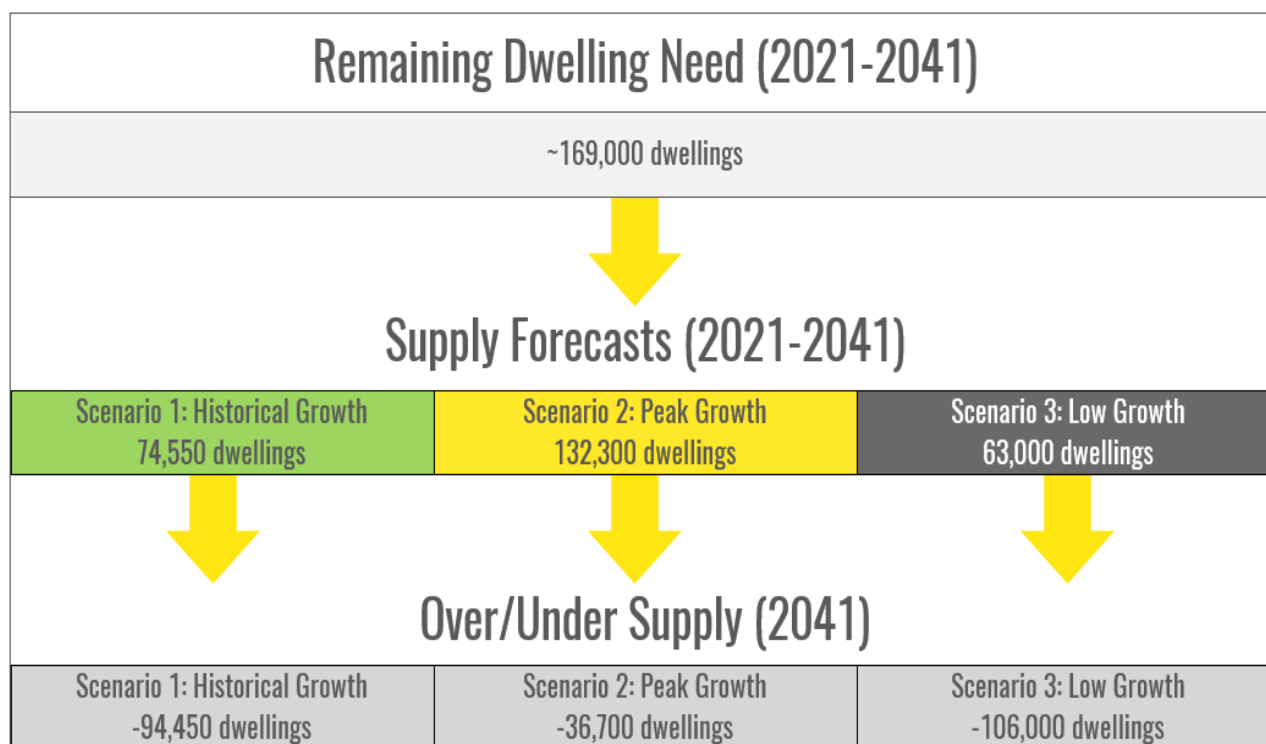 Remaining Dwelling Need (2021-2041)
~169,000 dwellings
Supply Forecasts (2021-2041)
Scenario 1: Historical Growth
74,550 dwellings
Scenario 2: Peak Growth
132,300 dwellings
Scenario 3: Low Growth
63,000 dwellings
Over/Under Supply (2041)
Scenario 1: Historical Growth
-94,450 dwellings
Scenario 2: Peak Growth
-36,700 dwellings
Scenario 3: Low Growth
-106,000 dwellings